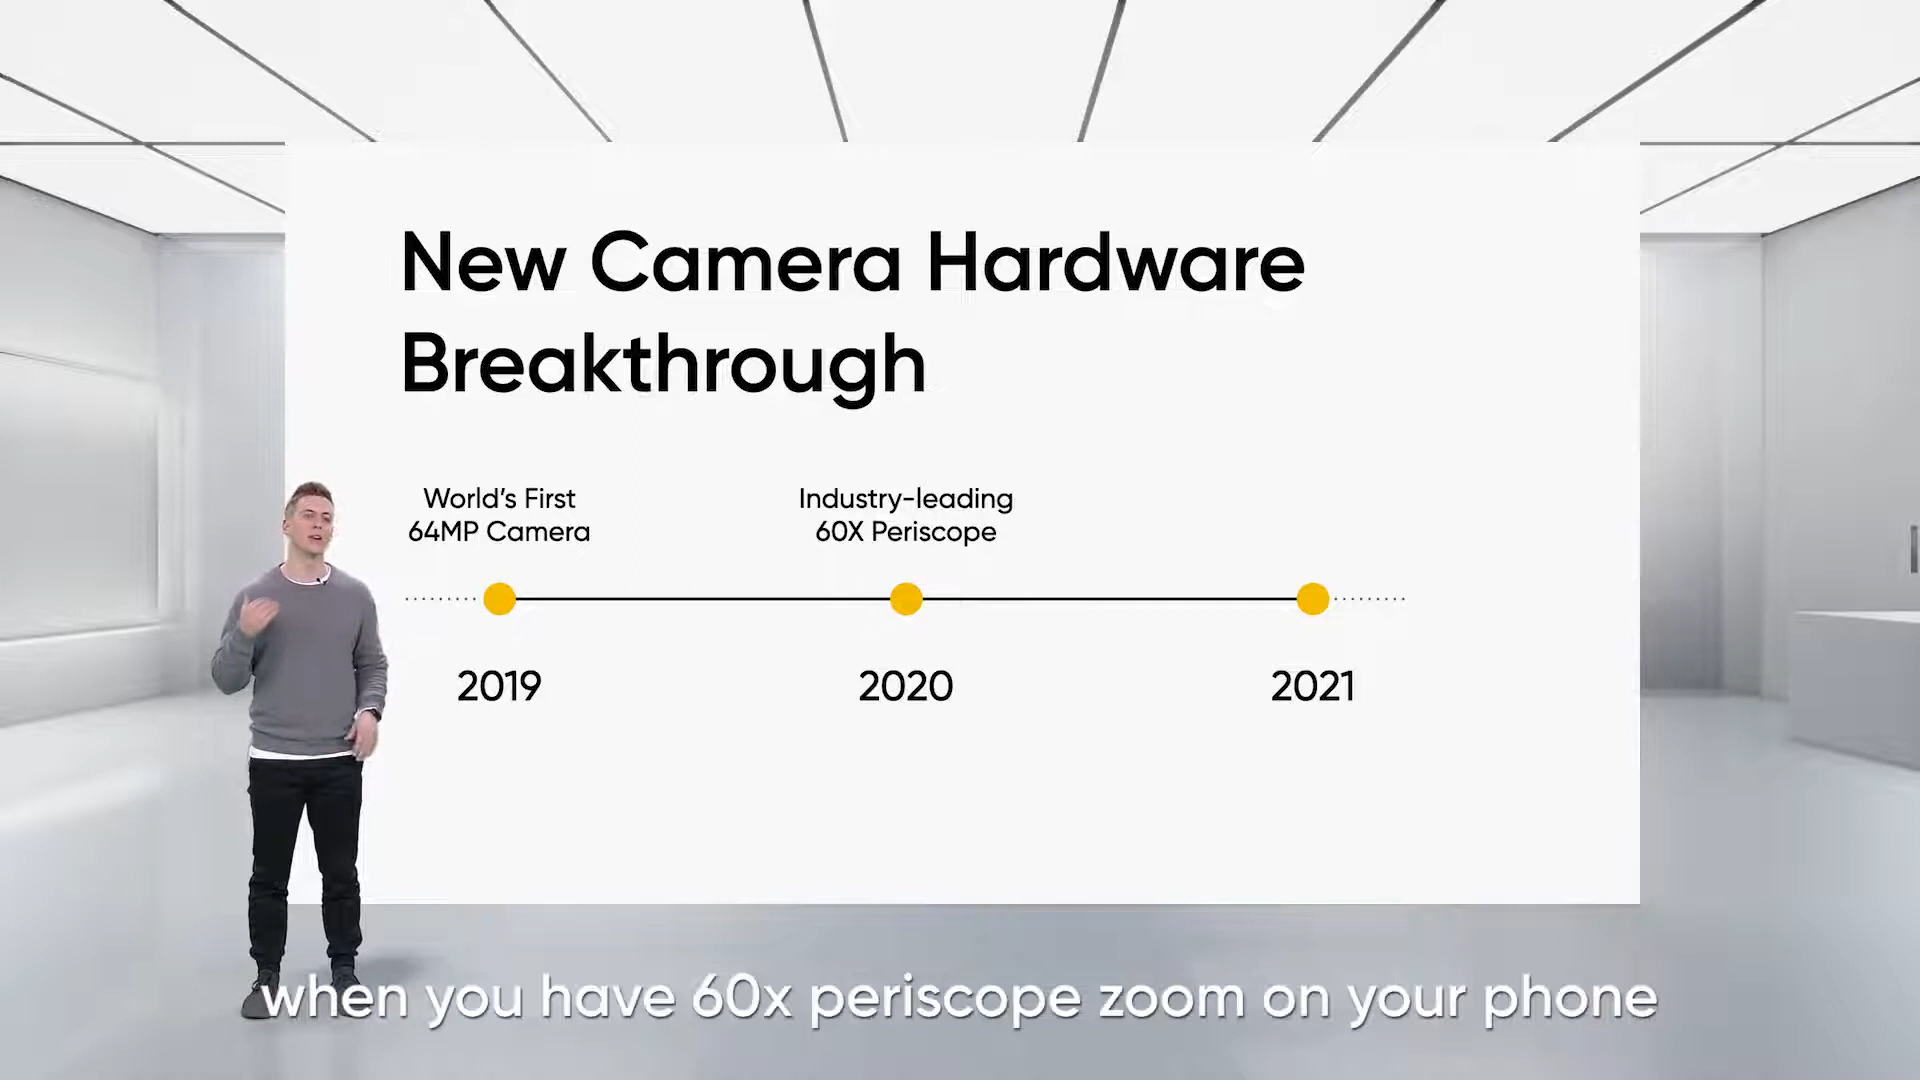 New Camera Hardware
Breakthrough
World's First
64MP Camera
Industry-leading
60X Periscope
2019
2020
2021
when you have 60x periscope zoom on your phone